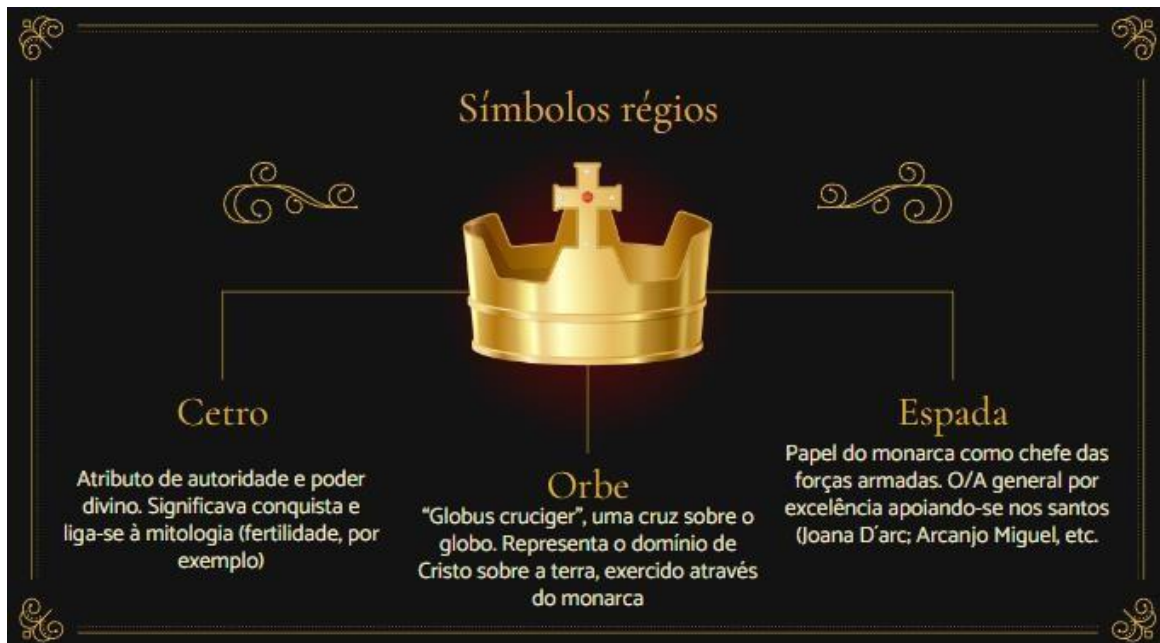 Símbolos régios
Cetro
Atributo de autoridade e poder
divino. Significava conquista e
liga-se à mitologia (fertilidade, por
exemplo)
Orbe
“Globus cruciger”, uma cruz sobre o
globo. Representa o domínio de
Cristo sobre a terra, exercido através
do monarca
Espada
Papel do monarca como chefe das
forças armadas. O/A general por
excelência apoiando-se nos santos
(Joana D´arc; Arcanjo Miguel, etc.